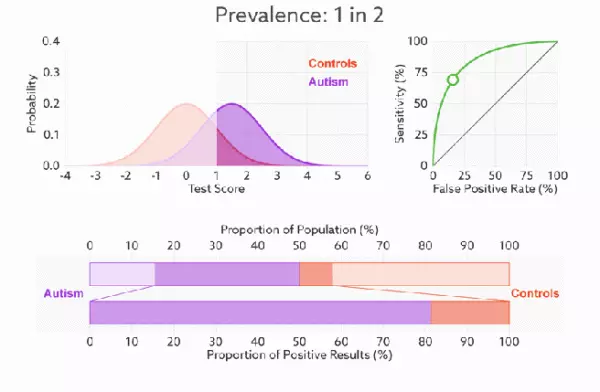 Prevalence: 1 in 2
0.4
0.3
0.2
0.1
0.0
Probability
Controls
Autism
-4 -3 -2 -1 0 1 2 3 4 5 6
Test Score
100
75
50
25
0
Sensitivity (%)
0 25 50 75 100
False Positive Rate (%)
Proportion of Population (%)
0 10 20 30 40 50 60 70 80 90 100
Autism
Controls
0 10 20 30 40 50 60 70 80 90 100
Proportion of Positive Results (%)